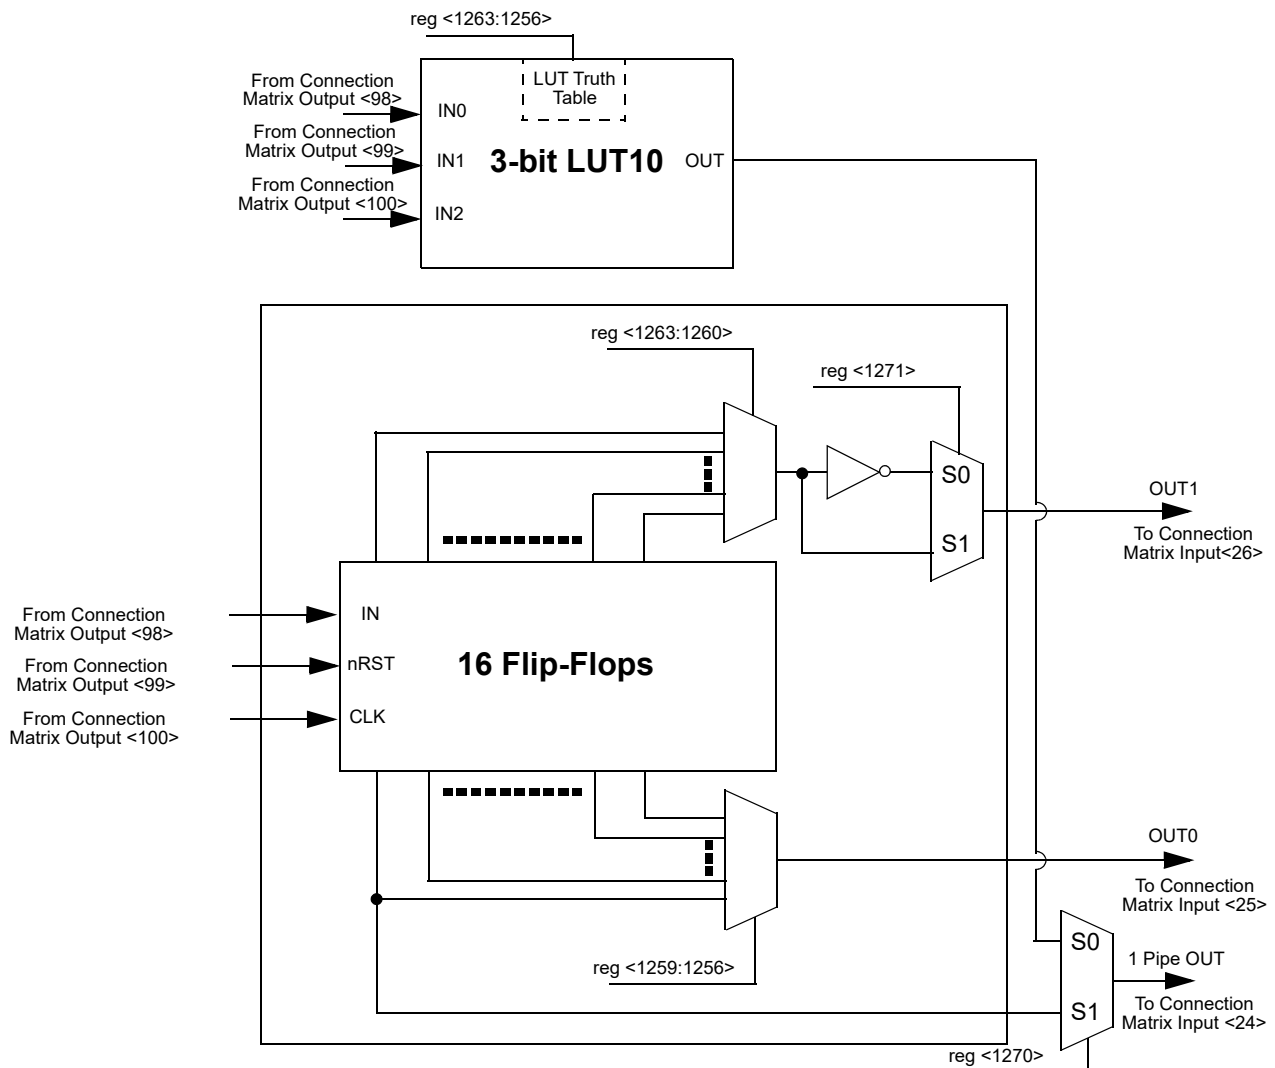 reg <1263:1256>
LUT Truth
Table
From Connection
Matrix Output <98>
IN0
From Connection
Matrix Output <99>
IN1
3-bit LUT10
OUT
From Connection
Matrix Output <100>
IN2
reg <1263:1260>
reg <1271>
S0
S1
OUT1
To Connection
Matrix Input<26>
From Connection
Matrix Output <98>
IN
From Connection
Matrix Output <99>
nRST
16 Flip-Flops
From Connection
Matrix Output <100>
CLK
OUT0
To Connection
Matrix Input <25>
reg <1259:1256>
S0
1 Pipe OUT
S1
To Connection
Matrix Input <24>
reg <1270>